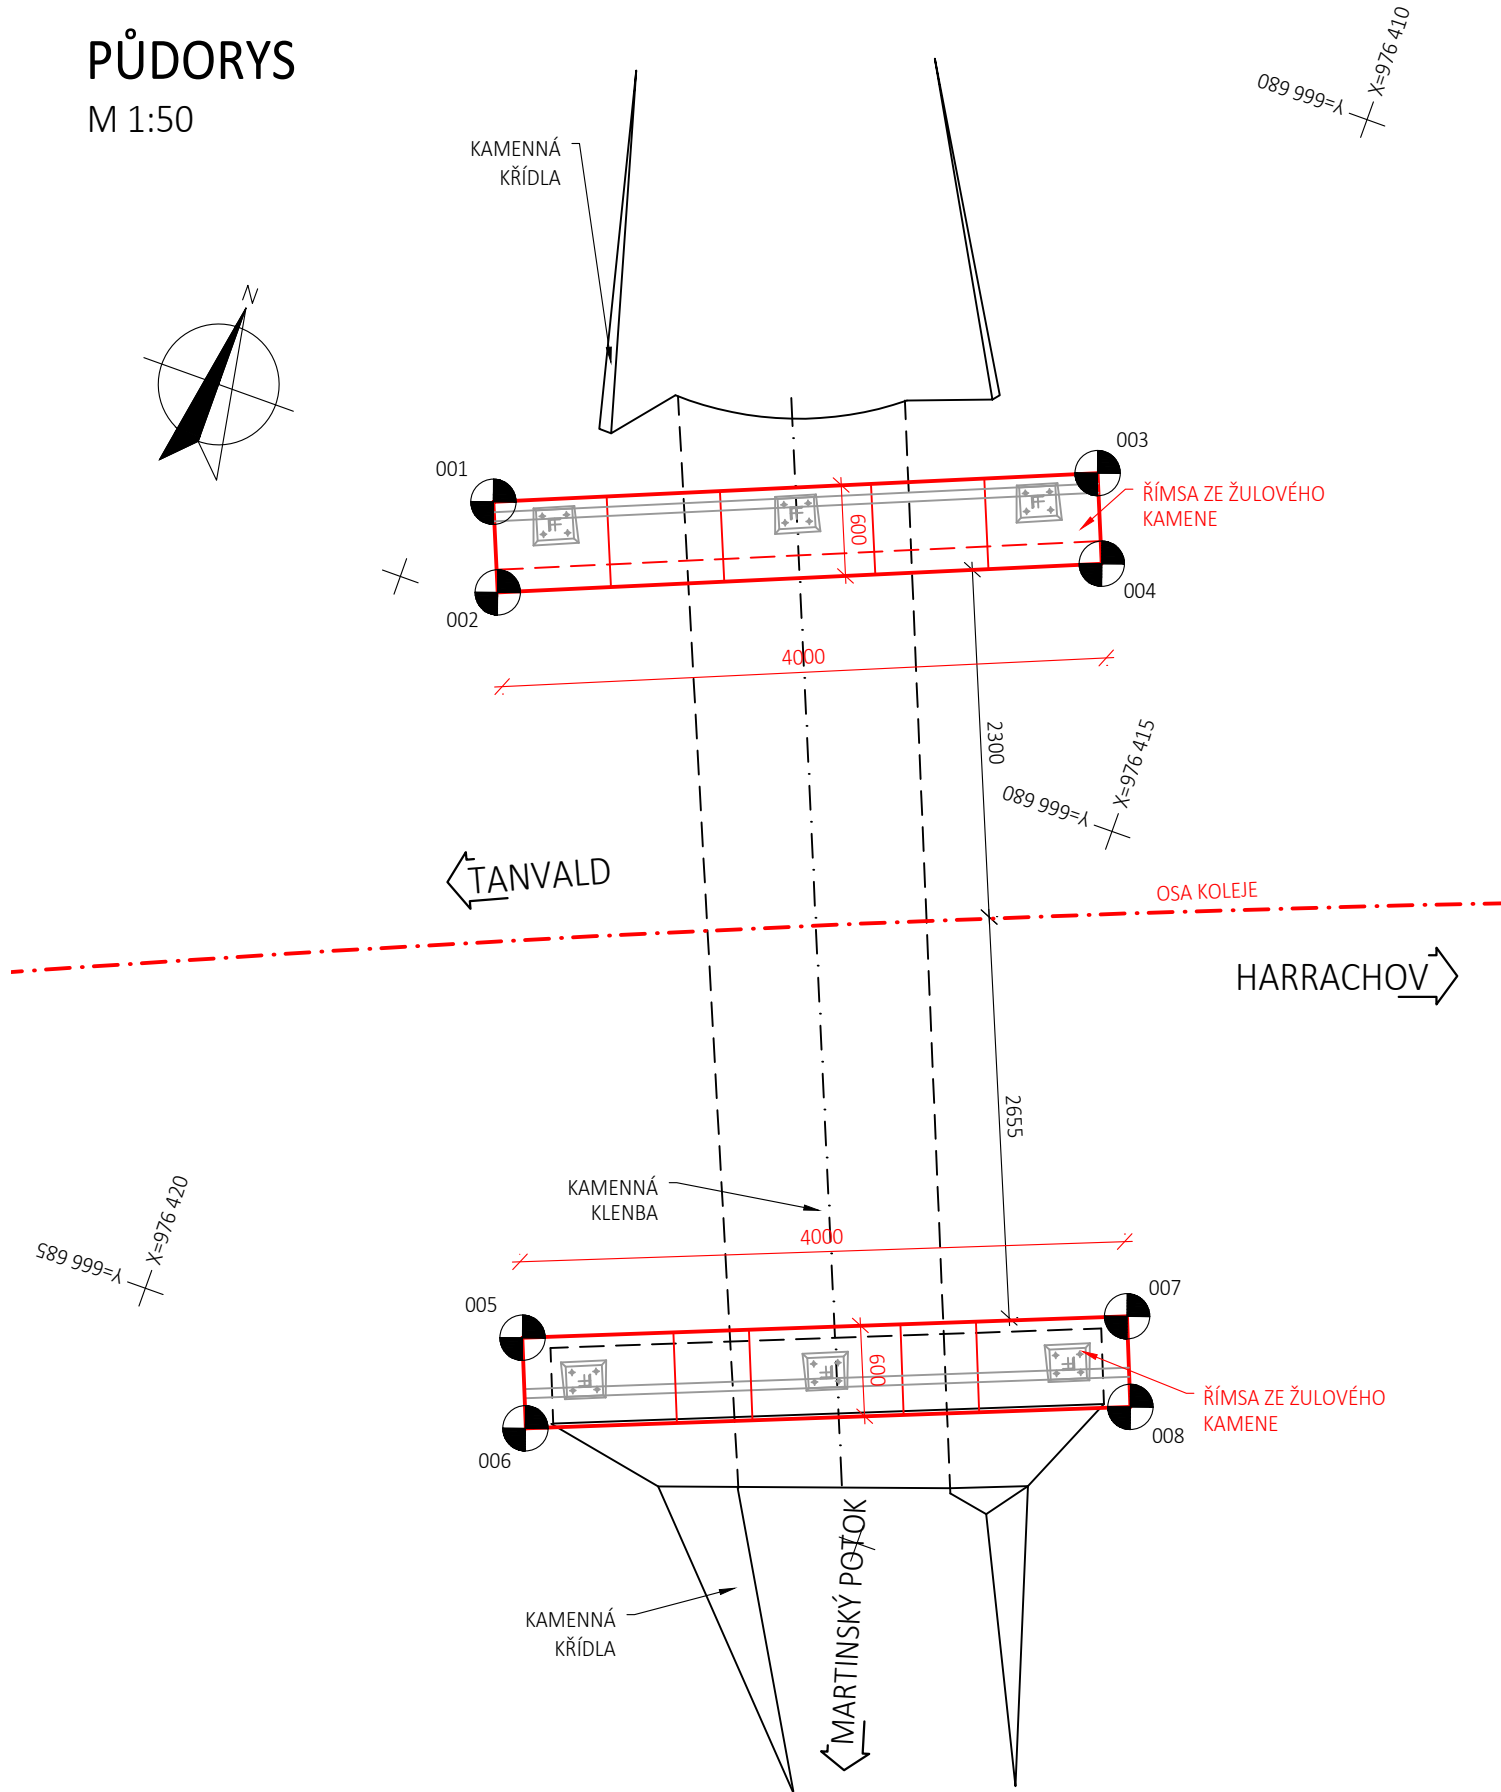 PŮDORYS
M 1:50
X=976 410
Y=666 680
KAMENNÁ
KŘÍDLA
N
001
003
ŘÍMSA ZE ŽULOVÉHO
KAMENE
600
002
004
4000
2300
X=976 415
Y=666 680
TANVALD
OSA KOLEJE
HARRACHOV
2655
KAMENNÁ
KLENBA
X=976 420
Y=666 685
4000
005
007
600
ŘÍMSA ZE ŽULOVÉHO
KAMENE
006
008
MARTINSKÝ POTOK
KAMENNÁ
KŘÍDLA